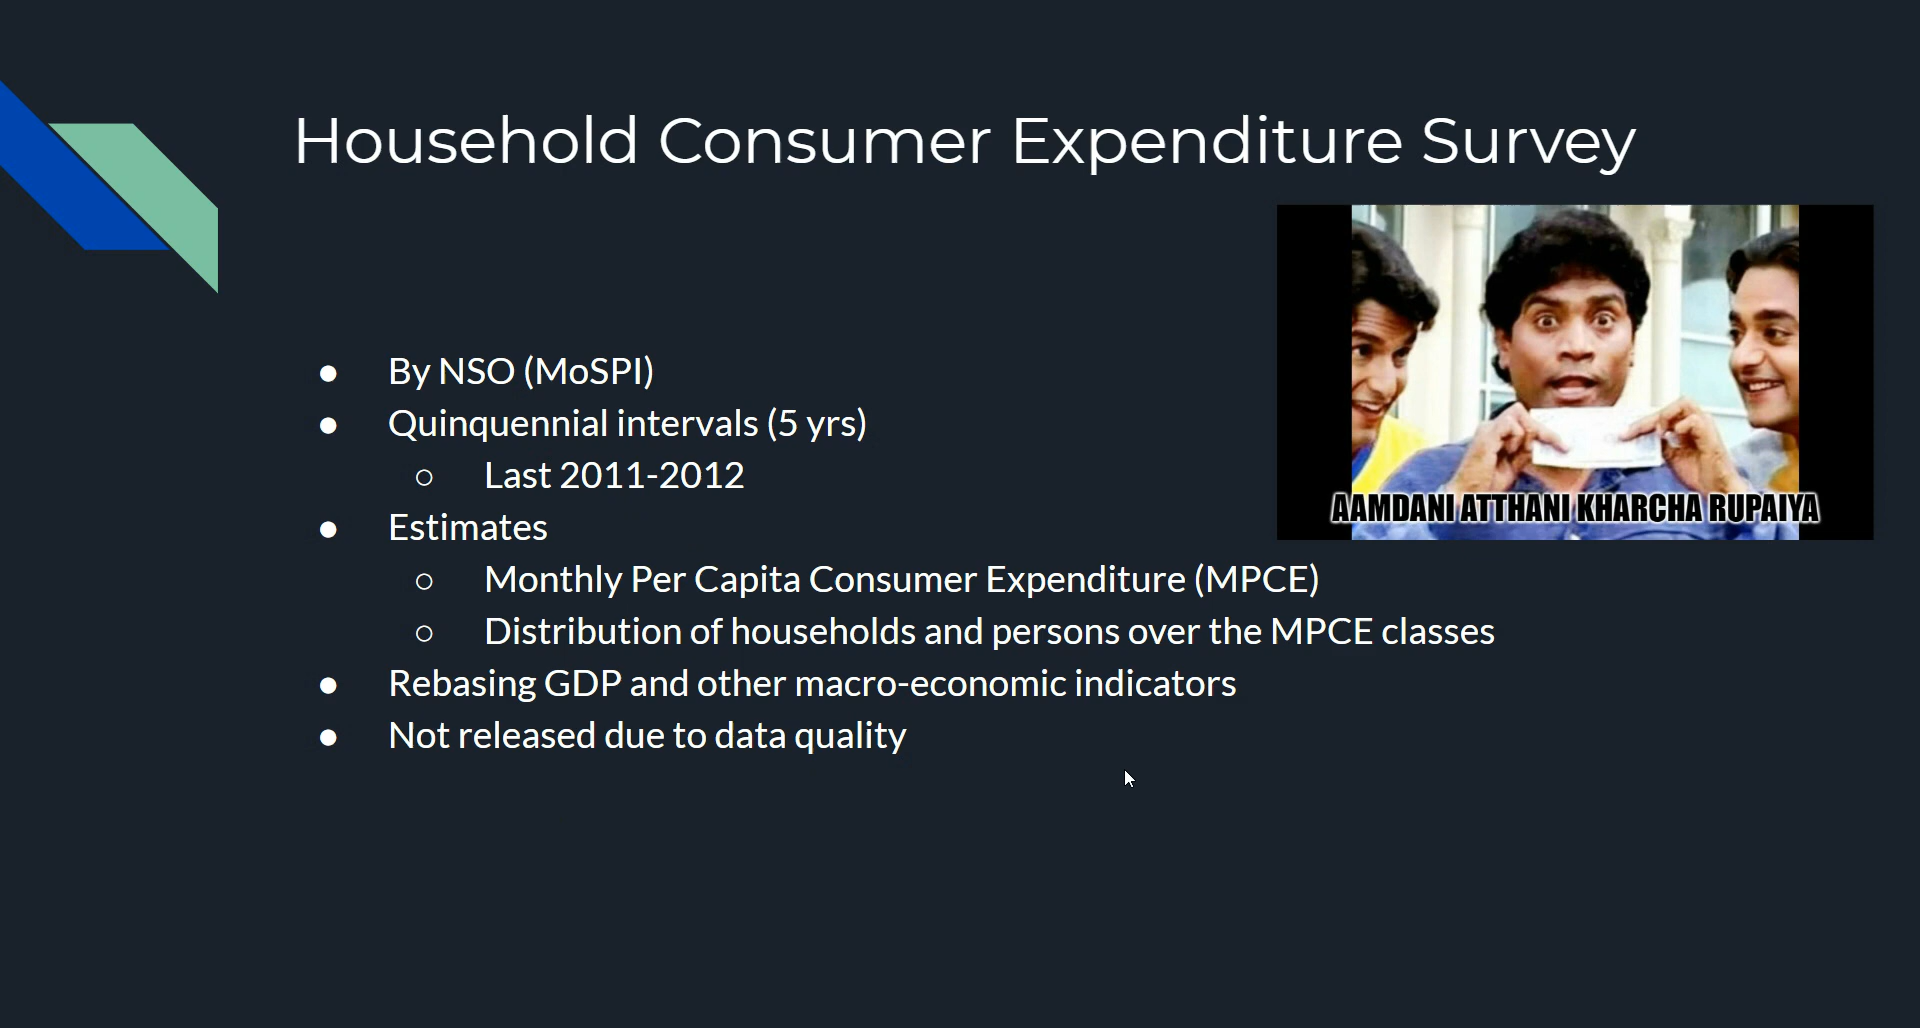 Household Consumer Expenditure Survey
AAMDANI ATTHANI KHARCHA RUPAIYA
● By NSO (MoSPI)
● Quinquennial intervals (5 yrs)
○ Last 2011-2012
● Estimates
○ Monthly Per Capita Consumer Expenditure (MPCE)
○ Distribution of households and persons over the MPCE classes
● Rebasing GDP and other macro-economic indicators
● Not released due to data quality